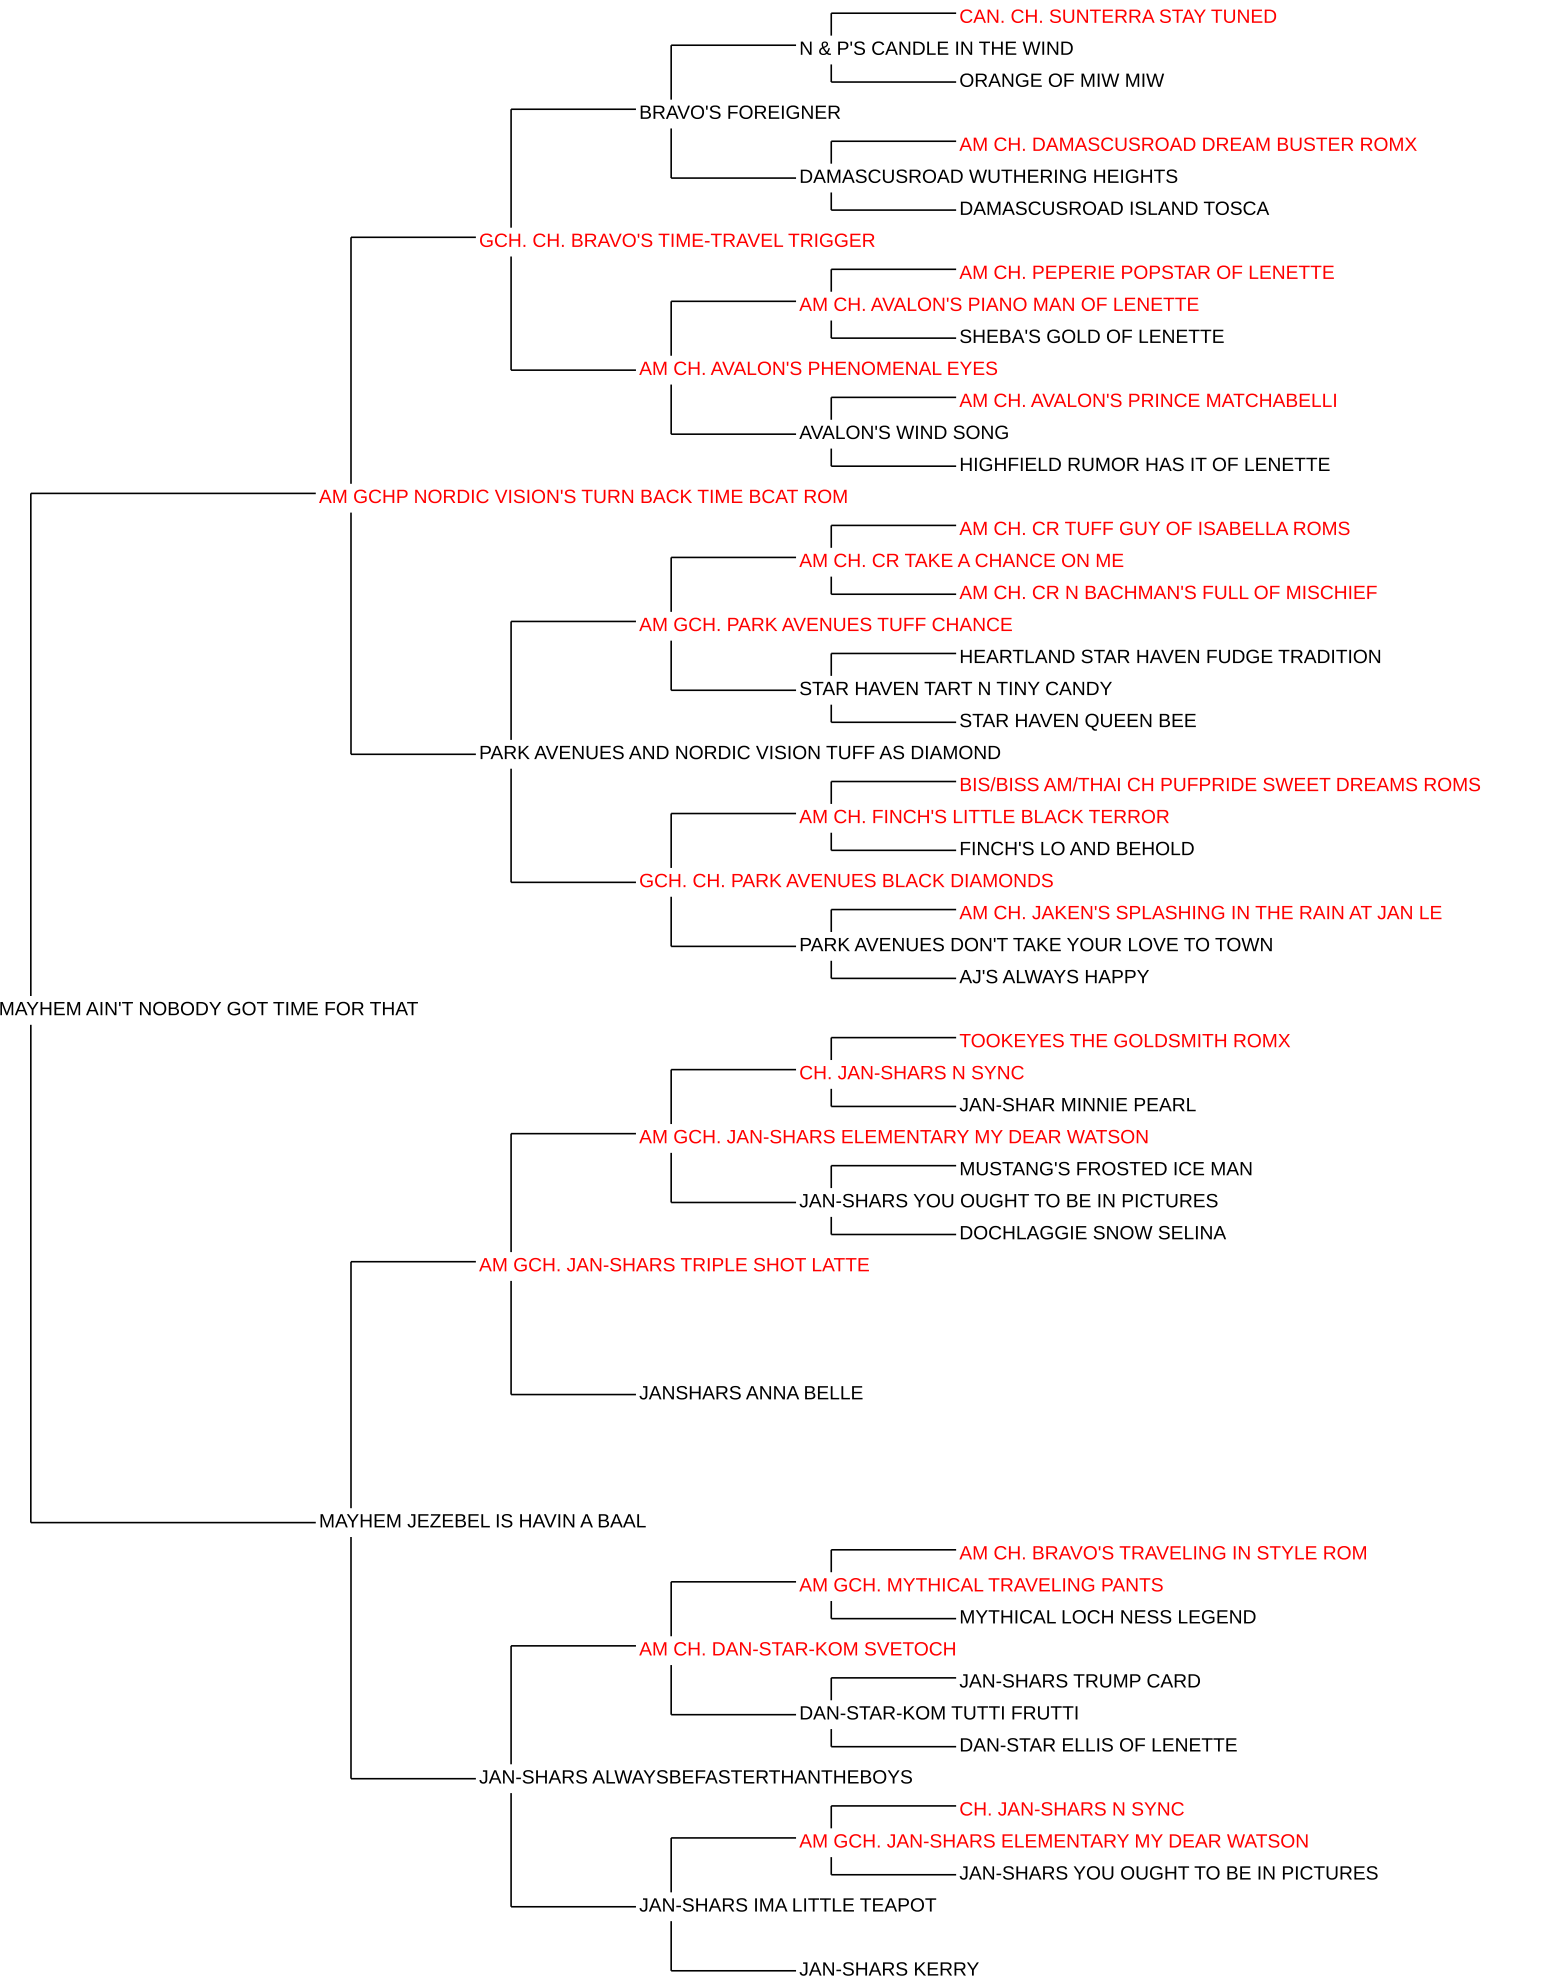 CAN. CH. SUNTERRA STAY TUNED
N & P'S CANDLE IN THE WIND
ORANGE OF MIW MIW
BRAVO'S FOREIGNER
AM CH. DAMASCUSROAD DREAM BUSTER ROMX
DAMASCUSROAD WUTHERING HEIGHTS
DAMASCUSROAD ISLAND TOSCA
GCH. CH. BRAVO'S TIME-TRAVEL TRIGGER
AM CH. PEPERIE POPSTAR OF LENETTE
AM CH. AVALON'S PIANO MAN OF LENETTE
SHEBA'S GOLD OF LENETTE
AM CH. AVALON'S PHENOMENAL EYES
AM CH. AVALON'S PRINCE MATCHABELLI
AVALON'S WIND SONG
HIGHFIELD RUMOR HAS IT OF LENETTE
AM GCHP NORDIC VISION'S TURN BACK TIME BCAT ROM
AM CH. CR TUFF GUY OF ISABELLA ROMS
AM CH. CR TAKE A CHANCE ON ME
AM CH. CR N BACHMAN'S FULL OF MISCHIEF
AM GCH. PARK AVENUES TUFF CHANCE
HEARTLAND STAR HAVEN FUDGE TRADITION
STAR HAVEN TART N TINY CANDY
STAR HAVEN QUEEN BEE
PARK AVENUES AND NORDIC VISION TUFF AS DIAMOND
BIS/BISS AM/THAI CH PUFPRIDE SWEET DREAMS ROMS
AM CH. FINCH'S LITTLE BLACK TERROR
FINCH'S LO AND BEHOLD
GCH. CH. PARK AVENUES BLACK DIAMONDS
AM CH. JAKEN'S SPLASHING IN THE RAIN AT JAN LE
PARK AVENUES DON'T TAKE YOUR LOVE TO TOWN
AJ'S ALWAYS HAPPY
MAYHEM AIN'T NOBODY GOT TIME FOR THAT
TOOKEYES THE GOLDSMITH ROMX
CH. JAN-SHARS N SYNC
JAN-SHAR MINNIE PEARL
AM GCH. JAN-SHARS ELEMENTARY MY DEAR WATSON
MUSTANG'S FROSTED ICE MAN
JAN-SHARS YOU OUGHT TO BE IN PICTURES
DOCHLAGGIE SNOW SELINA
AM GCH. JAN-SHARS TRIPLE SHOT LATTE
JANSHARS ANNA BELLE
MAYHEM JEZEBEL IS HAVIN A BAAL
AM CH. BRAVO'S TRAVELING IN STYLE ROM
AM GCH. MYTHICAL TRAVELING PANTS
MYTHICAL LOCH NESS LEGEND
AM CH. DAN-STAR-KOM SVETOCH
JAN-SHARS TRUMP CARD
DAN-STAR-KOM TUTTI FRUTTI
DAN-STAR ELLIS OF LENETTE
JAN-SHARS ALWAYSBEFASTERTHANTHEBOYS
CH. JAN-SHARS N SYNC
AM GCH. JAN-SHARS ELEMENTARY MY DEAR WATSON
JAN-SHARS YOU OUGHT TO BE IN PICTURES
JAN-SHARS IMA LITTLE TEAPOT
JAN-SHARS KERRY